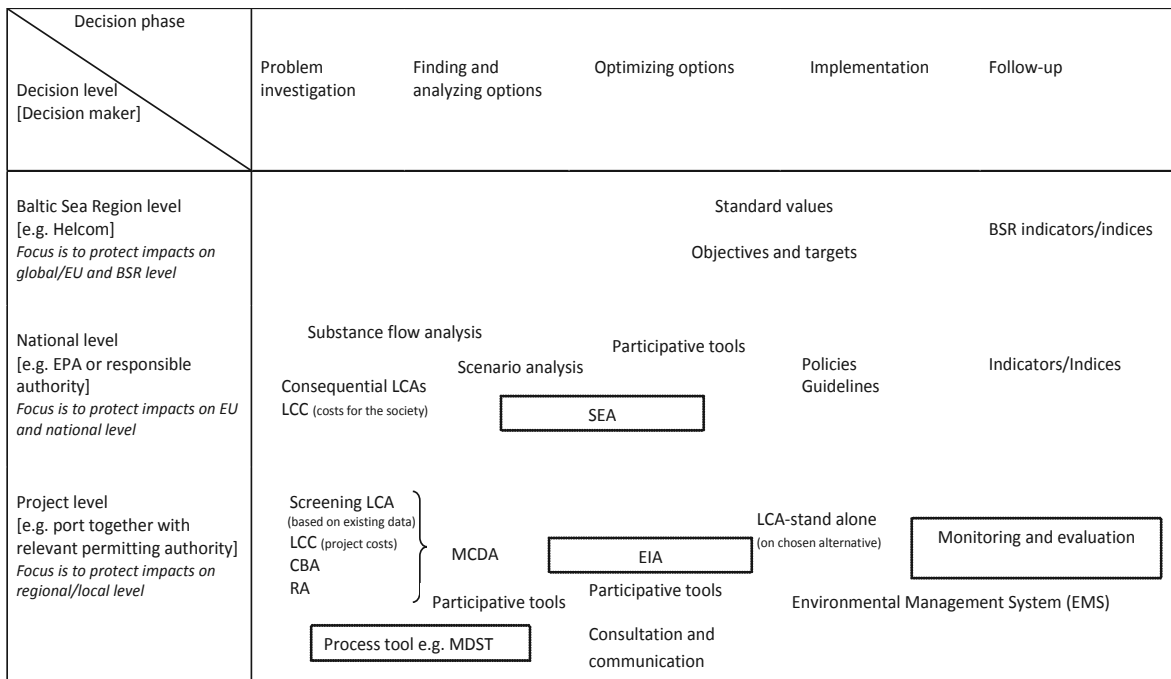 Decision phase
Decision level
[Decision maker]
Problem
investigation
Finding and
analyzing options
Optimizing options
Implementation
Follow-up
Baltic Sea Region level
[e.g. Helcom]
Focus is to protect impacts on
global/EU and BSR level
Standard values
Objectives and targets
BSR indicators/indices
National level
[e.g. EPA or responsible
authority]
Focus is to protect impacts on EU
and national level
Substance flow analysis
Participative tools
Scenario analysis
Consequential LCAs
LCC (costs for the society)
SEA
Policies
Guidelines
Indicators/Indices
Project level
[e.g. port together with
relevant permitting authority]
Focus is to protect impacts on
regional/local level
Screening LCA
(based on existing data)
LCC (project costs)
CBA
RA
MCDA
Participative tools
EIA
Participative tools
LCA-stand alone
(on chosen alternative)
Monitoring and evaluation
Environmental Management System (EMS)
Process tool e.g. MDST
Consultation and
communication